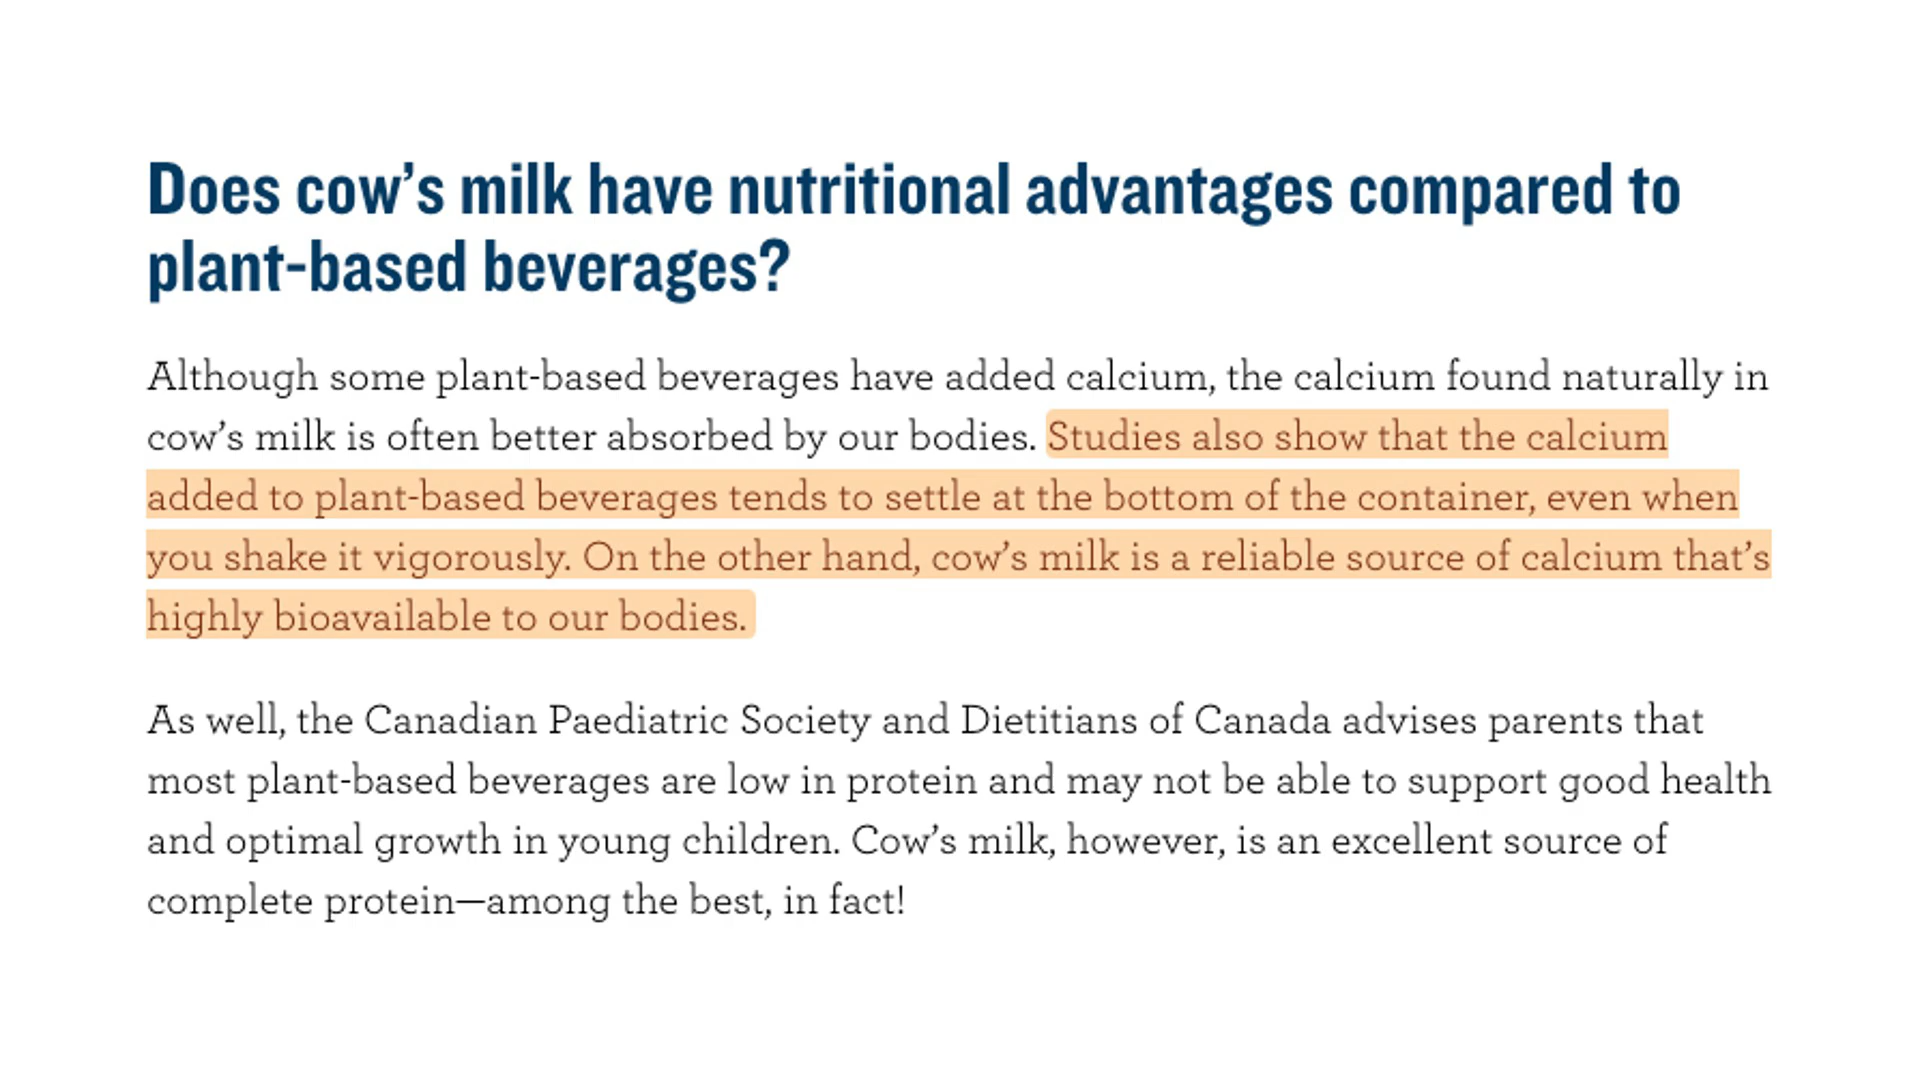 Does cow’s milk have nutritional advantages compared to
plant-based beverages?
Although some plant-based beverages have added calcium, the calcium found naturally in
cow’s milk is often better absorbed by our bodies. Studies also show that the calcium
added to plant-based beverages tends to settle at the bottom of the container, even when
you shake it vigorously. On the other hand, cow’s milk is a reliable source of calcium that’s
highly bioavailable to our bodies.
As well, the Canadian Paediatric Society and Dietitians of Canada advises parents that
most plant-based beverages are low in protein and may not be able to support good health
and optimal growth in young children. Cow’s milk, however, is an excellent source of
complete protein—among the best, in fact!